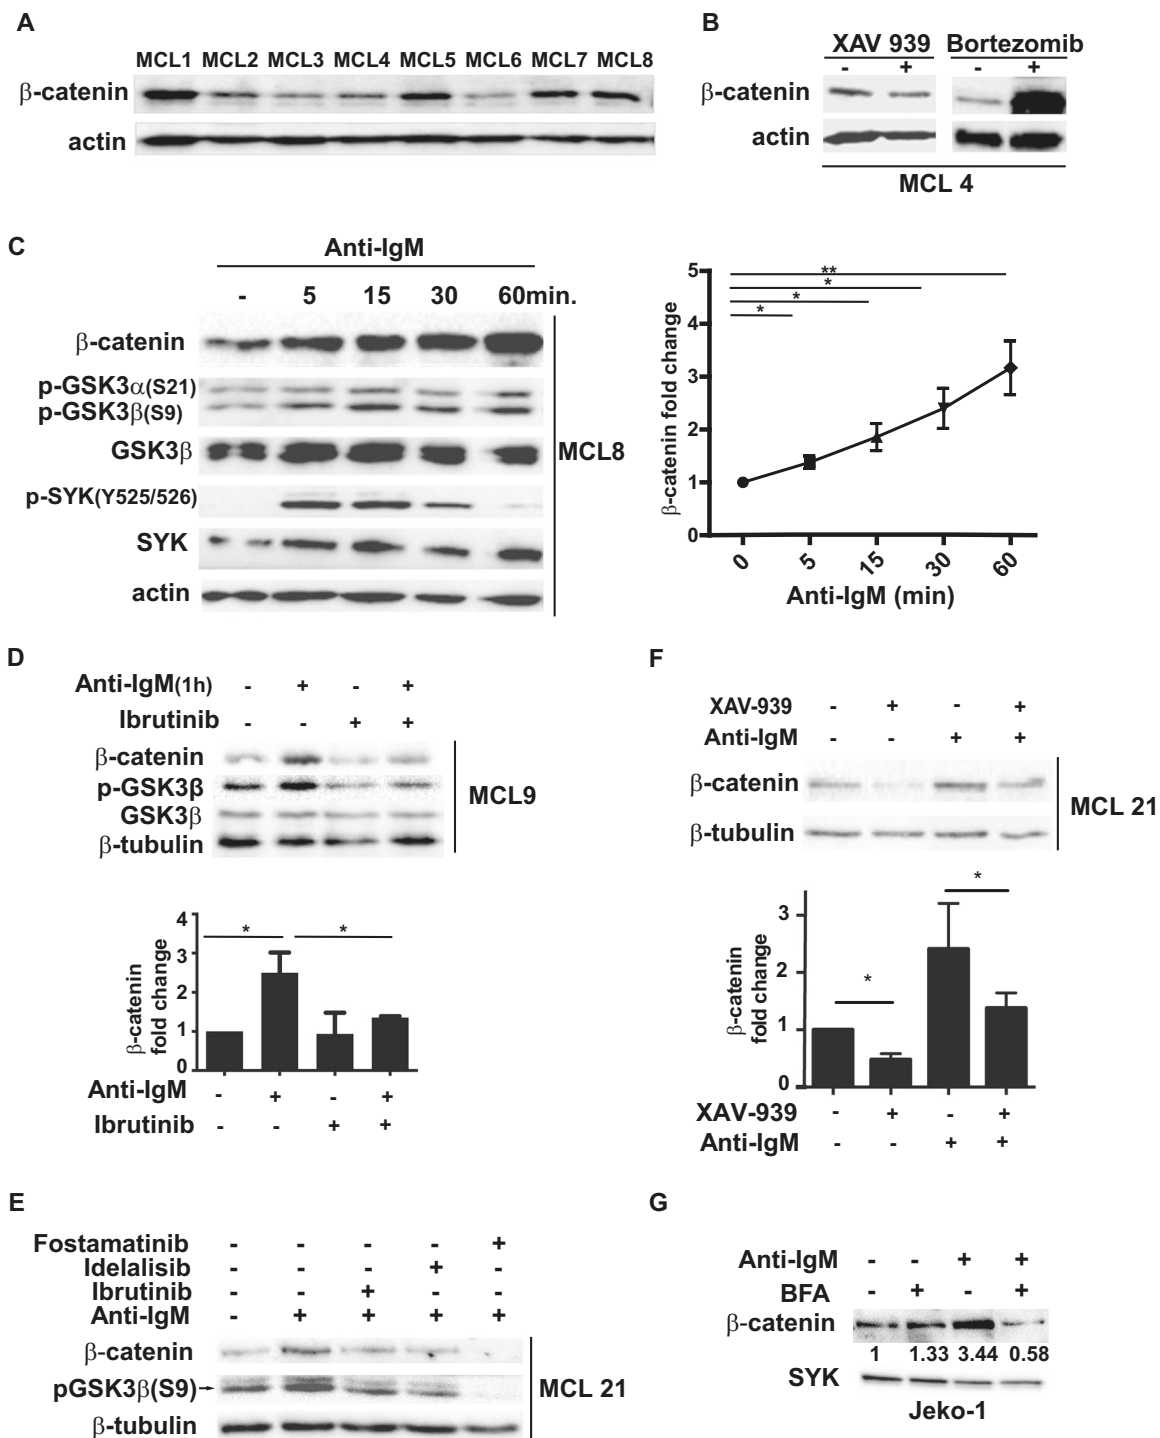 A
MCL1 MCL2 MCL3 MCL4 MCL5 MCL6 MCL7 MCL8
β-catenin
actin
B
XAV 939 Bortezomib
- + - +
β-catenin
actin
MCL 4
C
Anti-IgM
- 5 15 30 60min.
β-catenin
p-GSK3α(S21)
p-GSK3β(S9)
GSK3β
p-SYK(Y525/526)
SYK
actin
MCL8
β-catenin fold change
5
4
3
2
1
0
**
*
*
*
0 5 15 30 60
Anti-IgM (min)
D
Anti-IgM(1h) - + - +
Ibrutinib - - + +
β-catenin
p-GSK3β
GSK3β
β-tubulin
MCL9
β-catenin
fold change
4
3
2
1
0
* *
Anti-IgM - + - +
Ibrutinib - - + +
F
XAV-939 - + - +
Anti-IgM - - + +
β-catenin
β-tubulin
MCL 21
β-catenin
fold change
3
2
1
0
* *
XAV-939 - + - +
Anti-IgM - - + +
E
Fostamatinib - - - - +
Idelalisib - - - + -
Ibrutinib - - + - -
Anti-IgM - + + + +
β-catenin
pGSK3β(S9)
β-tubulin
MCL 21
G
Anti-IgM - - + +
BFA - + - +
β-catenin
1 1.33 3.44 0.58
SYK
Jeko-1